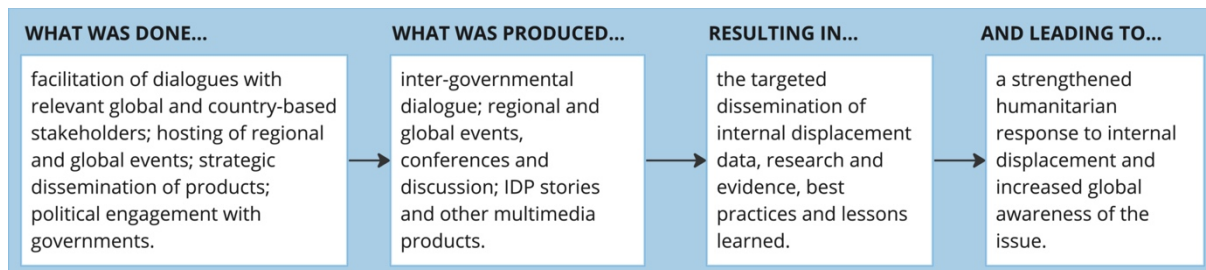 WHAT WAS DONE...
facilitation of dialogues with
relevant global and country-based
stakeholders; hosting of regional
and global events; strategic
dissemination of products;
political engagement with
governments.
WHAT WAS PRODUCED...
inter-governmental
dialogue; regional and
global events,
conferences and
discussion; IDP stories
and other multimedia
products.
RESULTING IN...
the targeted
dissemination of
internal displacement
data, research and
evidence, best
practices and lessons
learned.
AND LEADING TO...
a strengthened
humanitarian
response to internal
displacement and
increased global
awareness of the
issue.